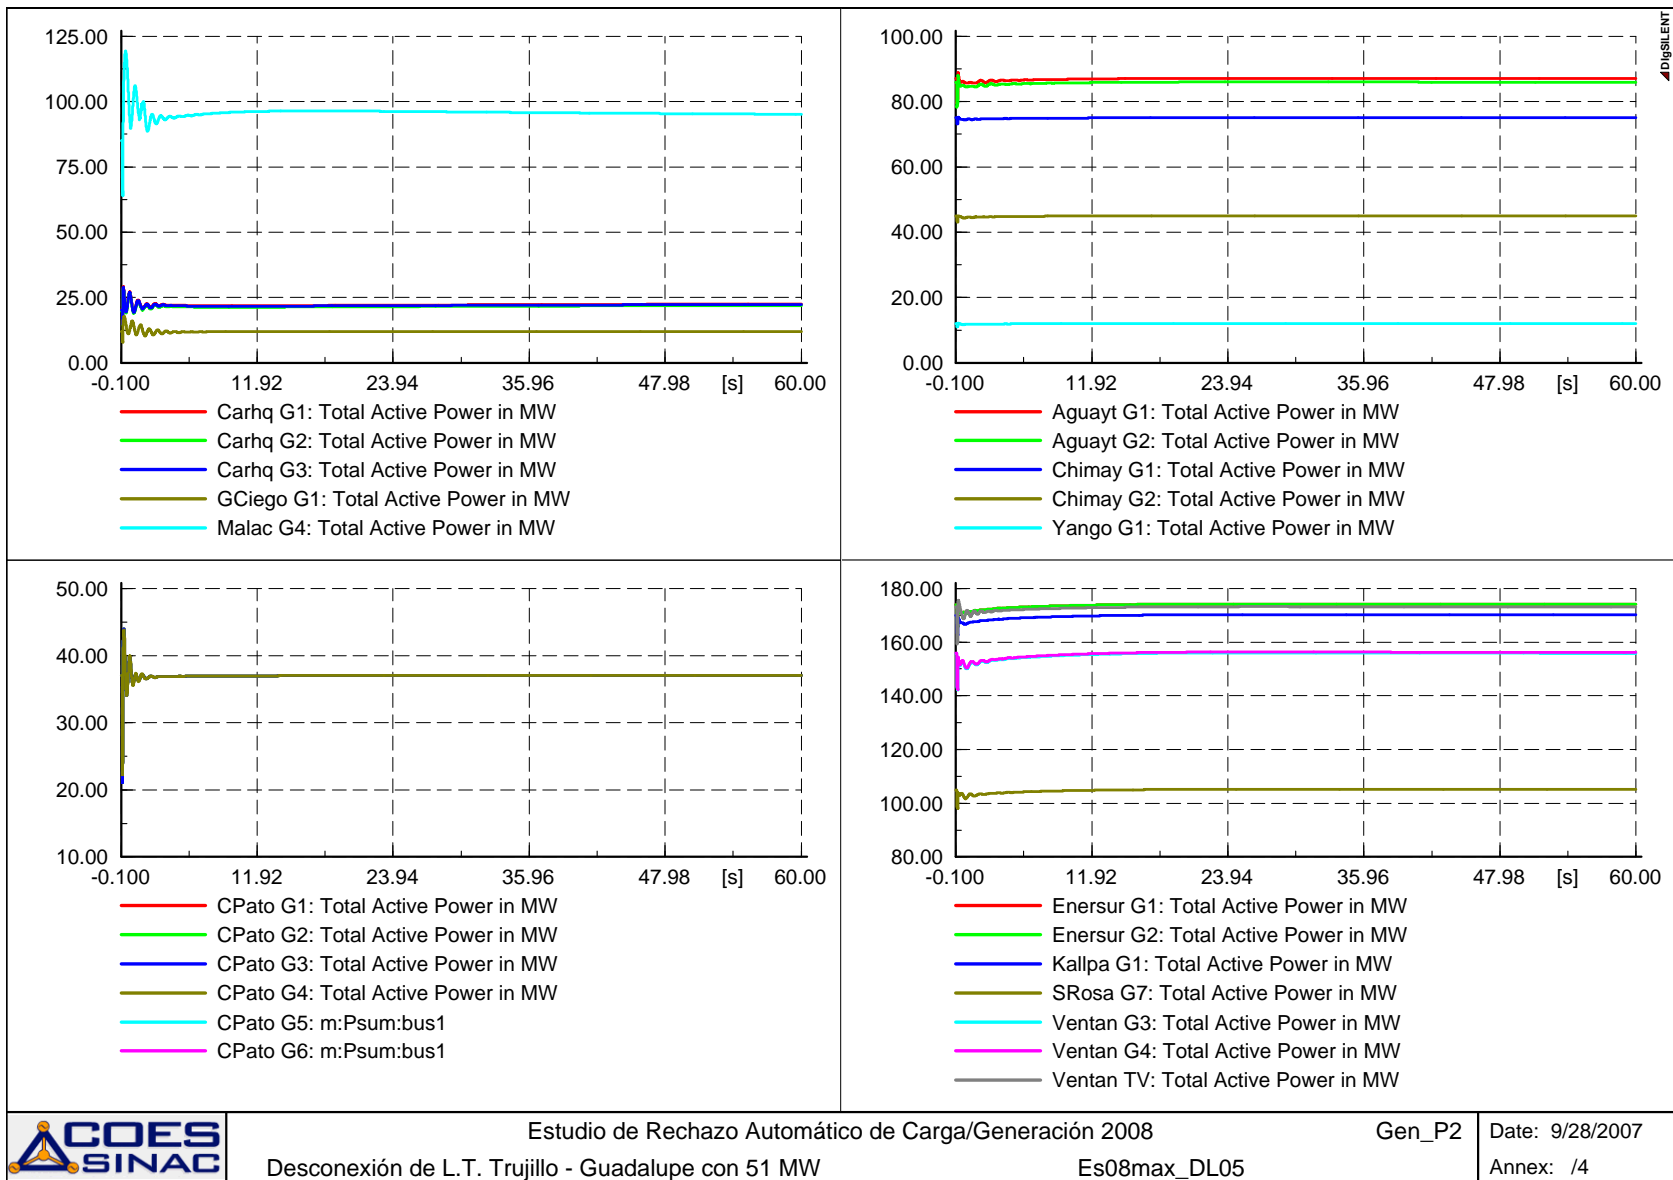 DIgSILENT
125.00
100.00
75.00
50.00
25.00
0.00
-0.100 11.92 23.94 35.96 47.98 [s] 60.00
Carhq G1: Total Active Power in MW
Carhq G2: Total Active Power in MW
Carhq G3: Total Active Power in MW
GCiego G1: Total Active Power in MW
Malac G4: Total Active Power in MW
100.00
80.00
60.00
40.00
20.00
0.00
-0.100 11.92 23.94 35.96 47.98 [s] 60.00
Aguayt G1: Total Active Power in MW
Aguayt G2: Total Active Power in MW
Chimay G1: Total Active Power in MW
Chimay G2: Total Active Power in MW
Yango G1: Total Active Power in MW
50.00
40.00
30.00
20.00
10.00
-0.100 11.92 23.94 35.96 47.98 [s] 60.00
CPato G1: Total Active Power in MW
CPato G2: Total Active Power in MW
CPato G3: Total Active Power in MW
CPato G4: Total Active Power in MW
CPato G5: m:Psum:bus1
CPato G6: m:Psum:bus1
180.00
160.00
140.00
120.00
100.00
80.00
-0.100 11.92 23.94 35.96 47.98 [s] 60.00
Enersur G1: Total Active Power in MW
Enersur G2: Total Active Power in MW
Kallpa G1: Total Active Power in MW
SRosa G7: Total Active Power in MW
Ventan G3: Total Active Power in MW
Ventan G4: Total Active Power in MW
Ventan TV: Total Active Power in MW
COES
SINAC
Estudio de Rechazo Automático de Carga/Generación 2008 Gen_P2
Desconexión de L.T. Trujillo - Guadalupe con 51 MW Es08max_DL05
Date: 9/28/2007
Annex: /4